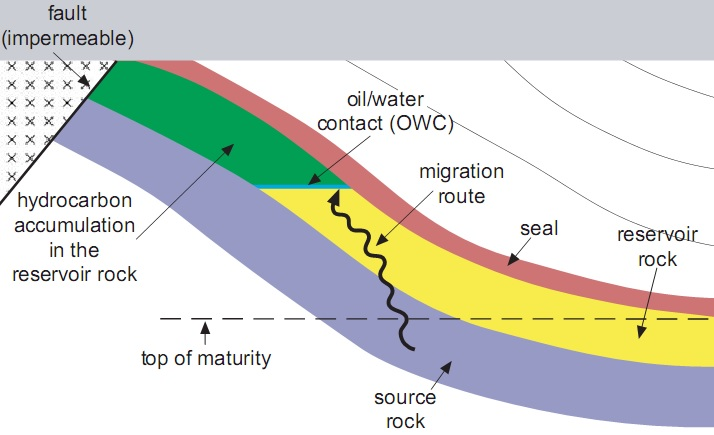 fault
(impermeable)
oil/water
contact (OWC)
migration
route
hydrocarbon
accumulation
in the
reservoir rock
seal
reservoir
rock
top of maturity
source
rock